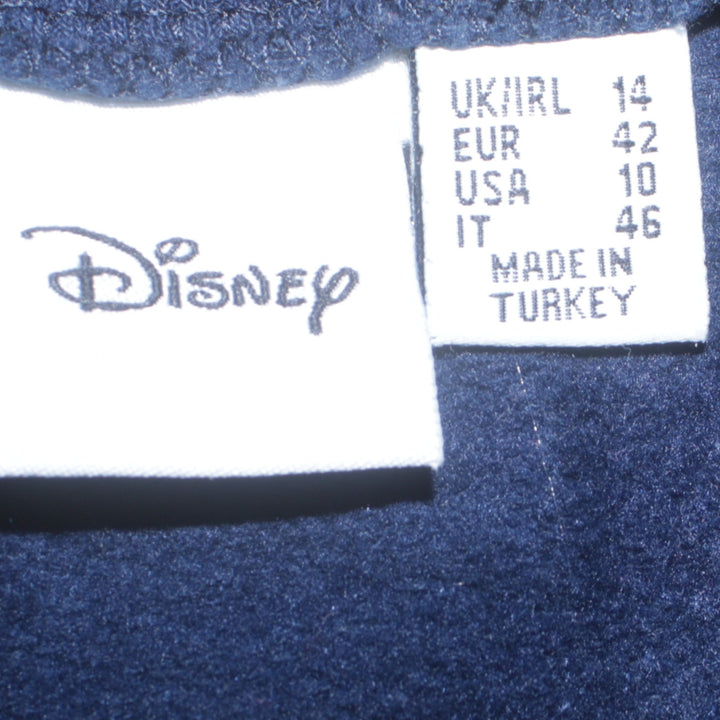 Disney
UK/IRL 14
EUR 42
USA 10
IT 46
MADE IN
TURKEY